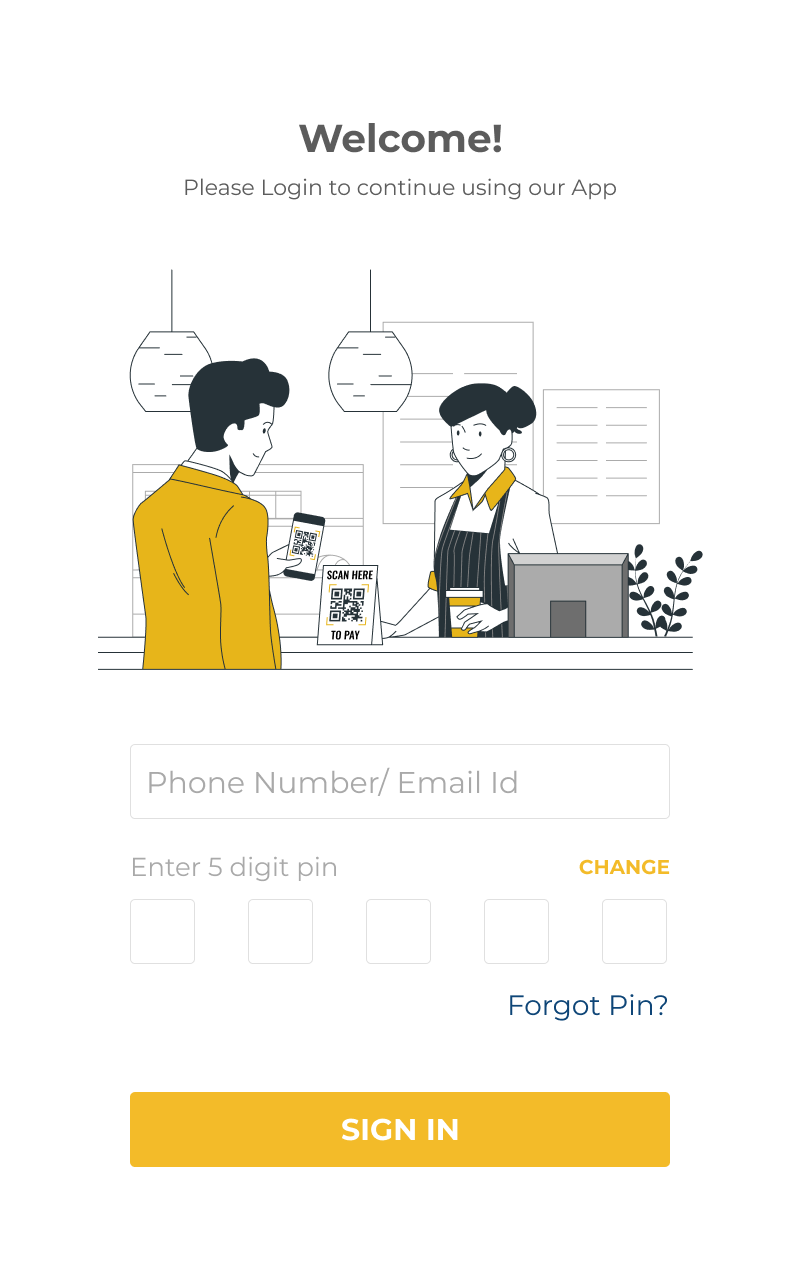 Welcome!
Please Login to continue using our App
SCAN HERE
TO PAY
Phone Number/ Email Id
Enter 5 digit pin
CHANGE
Forgot Pin?
SIGN IN